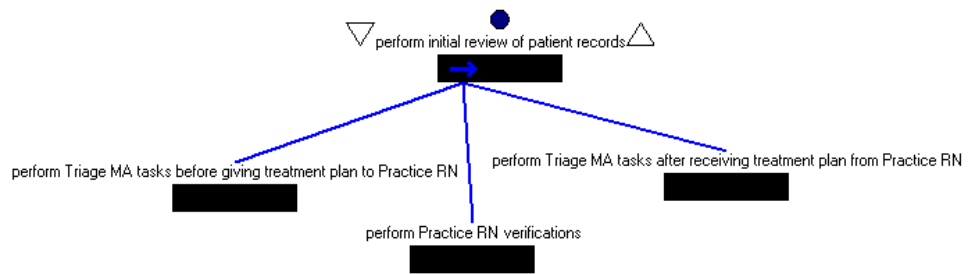 perform initial review of patient records
perform Triage MA tasks before giving treatment plan to Practice RN
perform Triage MA tasks after receiving treatment plan from Practice RN
perform Practice RN verifications